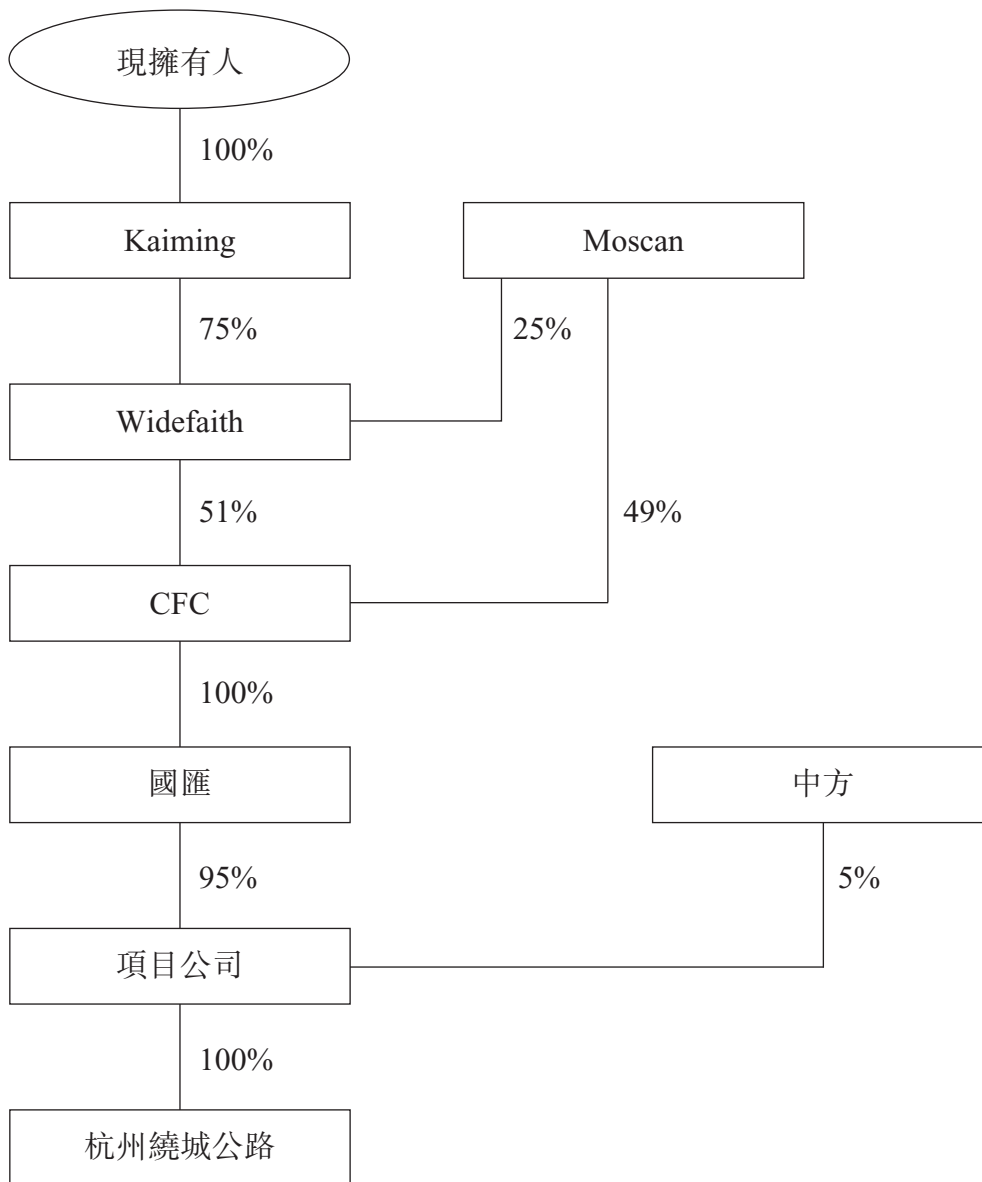 現擁有人
100%
Kaiming
Moscan
75%
25%
Widefaith
51%
49%
CFC
100%
國匯
中方
95%
5%
項目公司
100%
杭州繞城公路